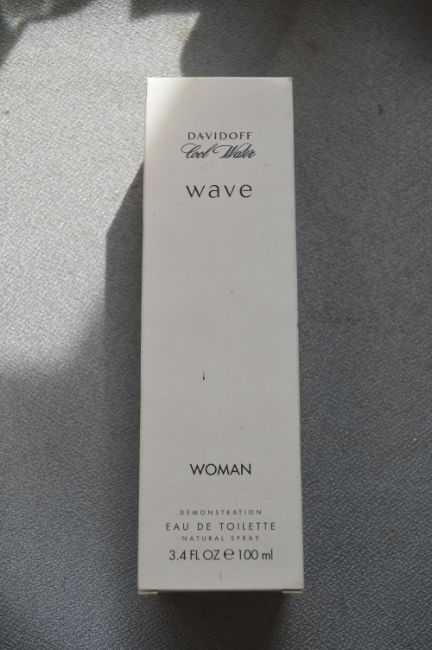 DAVIDOFF
Cool Water
wave
WOMAN
DEMONSTRATION
EAU DE TOILETTE
NATURAL SPRAY
3.4 FL OZ ℮ 100 ml